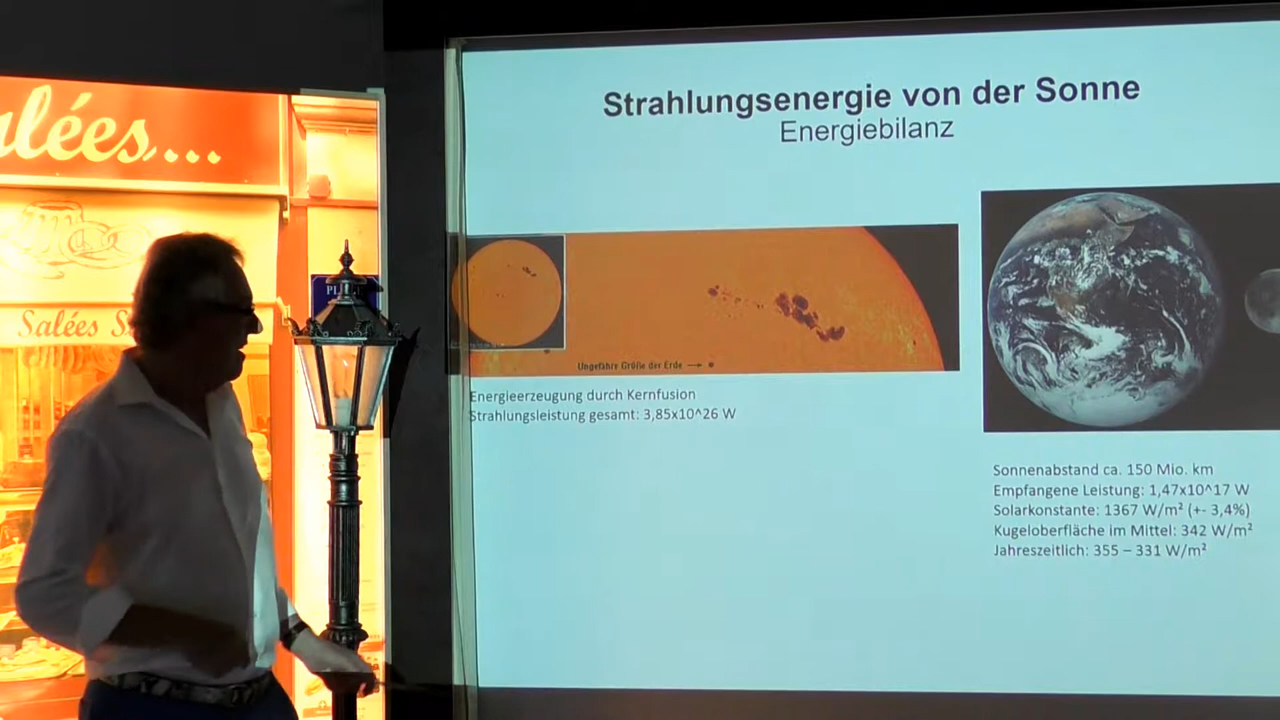 alées...
Salées S
PL
Strahlungsenergie von der Sonne
Energiebilanz
Ungefähre Größe der Erde
Energieerzeugung durch Kernfusion
Strahlungsleistung gesamt: 3,85x10^26 W
Sonnenabstand ca. 150 Mio. km
Empfangene Leistung: 1,47x10^17 W
Solarkonstante: 1367 W/m² (+- 3,4%)
Kugeloberfläche im Mittel: 342 W/m²
Jahreszeitlich: 355 – 331 W/m²